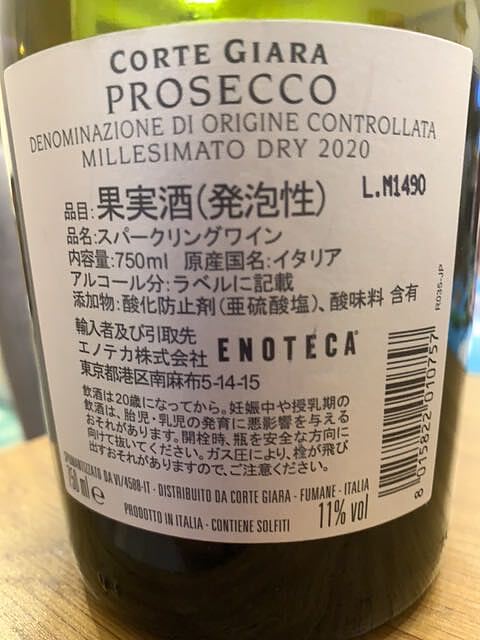 CORTE GIARA
PROSECCO
DENOMINAZIONE DI ORIGINE CONTROLLATA
MILLESIMATO DRY 2020
L.M1490
品目:果実酒(発泡性)
品名:スパークリングワイン
内容量:750ml 原産国名:イタリア
アルコール分:ラベルに記載
添加物:酸化防止剤(亜硫酸塩)、酸味料 含有
輸入者及び引取先
エノテカ株式会社 ENOTECA
東京都港区南麻布5-14-15
飲酒は20歳になってから。妊娠中や授乳期の
飲酒は、胎児・乳児の発育に悪影響を与える
おそれがあります。開栓時、瓶を安全な方向に
向けて抜いてください。ガス圧により、栓が飛び
出すおそれがありますので、ご注意ください。
R035-JP
8 015822 010757
SPUMANTIZZATO DA VI/4508-IT - DISTRIBUITO DA CORTE GIARA - FUMANE - ITALIA
750 ml e
PRODOTTO IN ITALIA - CONTIENE SOLFITI
11% vol